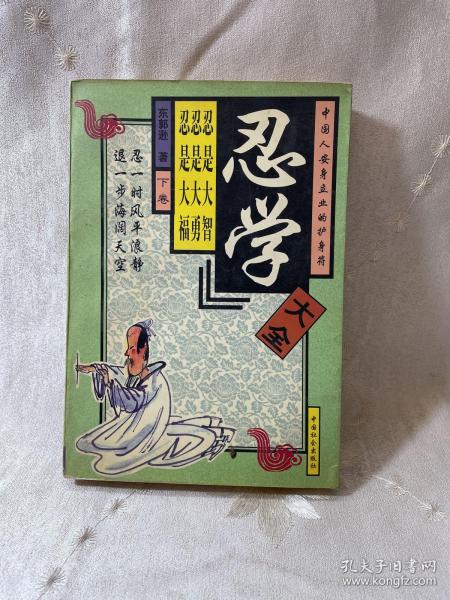 中国人安身立业的护身符
忍学
大全
忍是大智
忍是大勇
忍是大福
东郭逊 著
下卷
忍一时风平浪静
退一步海阔天空
中国社会出版社
孔夫子旧书网
www.kongfz.com